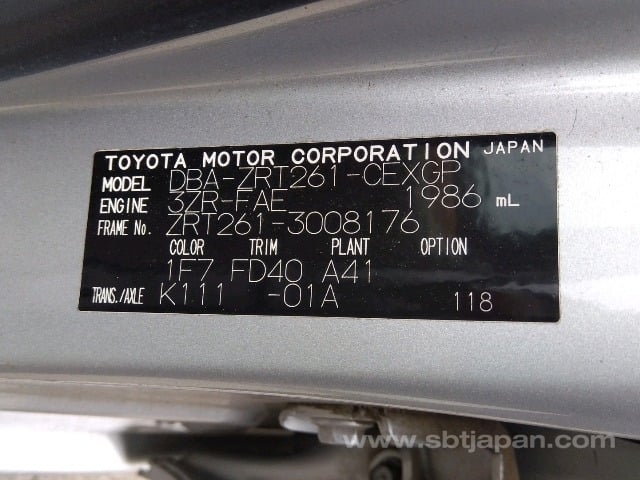 TOYOTA MOTOR CORPORATION JAPAN
MODEL DBA-ZRT261-CEXGP
ENGINE 3ZR-FAE 1986 mL
FRAME No. ZRT261-3008176
COLOR TRIM PLANT OPTION
1F7 FD40 A41
TRANS./AXLE K111 -01A 118
www.sbtjapan.com